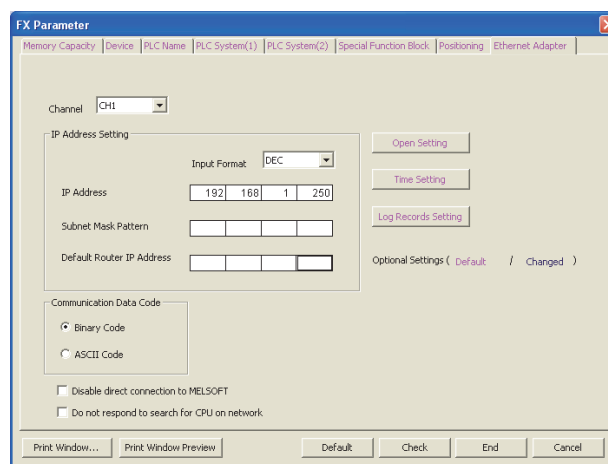 FX Parameter
Memory Capacity Device PLC Name PLC System(1) PLC System(2) Special Function Block Positioning Ethernet Adapter
Channel CH1
IP Address Setting
Input Format DEC
IP Address 192 168 1 250
Subnet Mask Pattern
Default Router IP Address
Open Setting
Time Setting
Log Records Setting
Optional Settings ( Default / Changed )
Communication Data Code
Binary Code
ASCII Code
Disable direct connection to MELSOFT
Do not respond to search for CPU on network
Print Window... Print Window Preview Default Check End Cancel